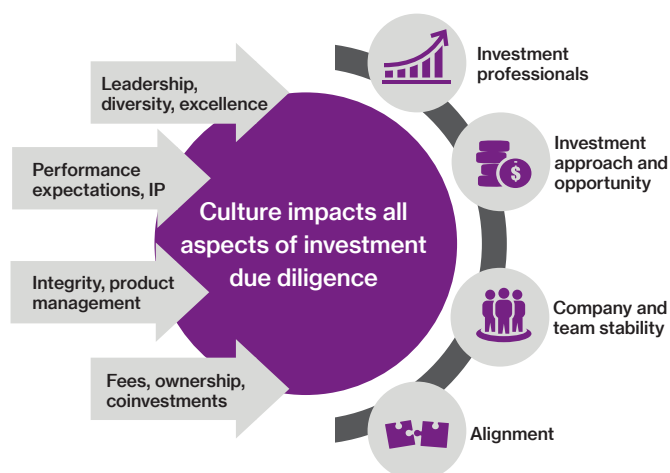 Leadership,
diversity, excellence
Performance
expectations, IP
Integrity, product
management
Fees, ownership,
coinvestments
Culture impacts all
aspects of investment
due diligence
Investment
professionals
Investment
approach and
opportunity
$
Company and
team stability
Alignment